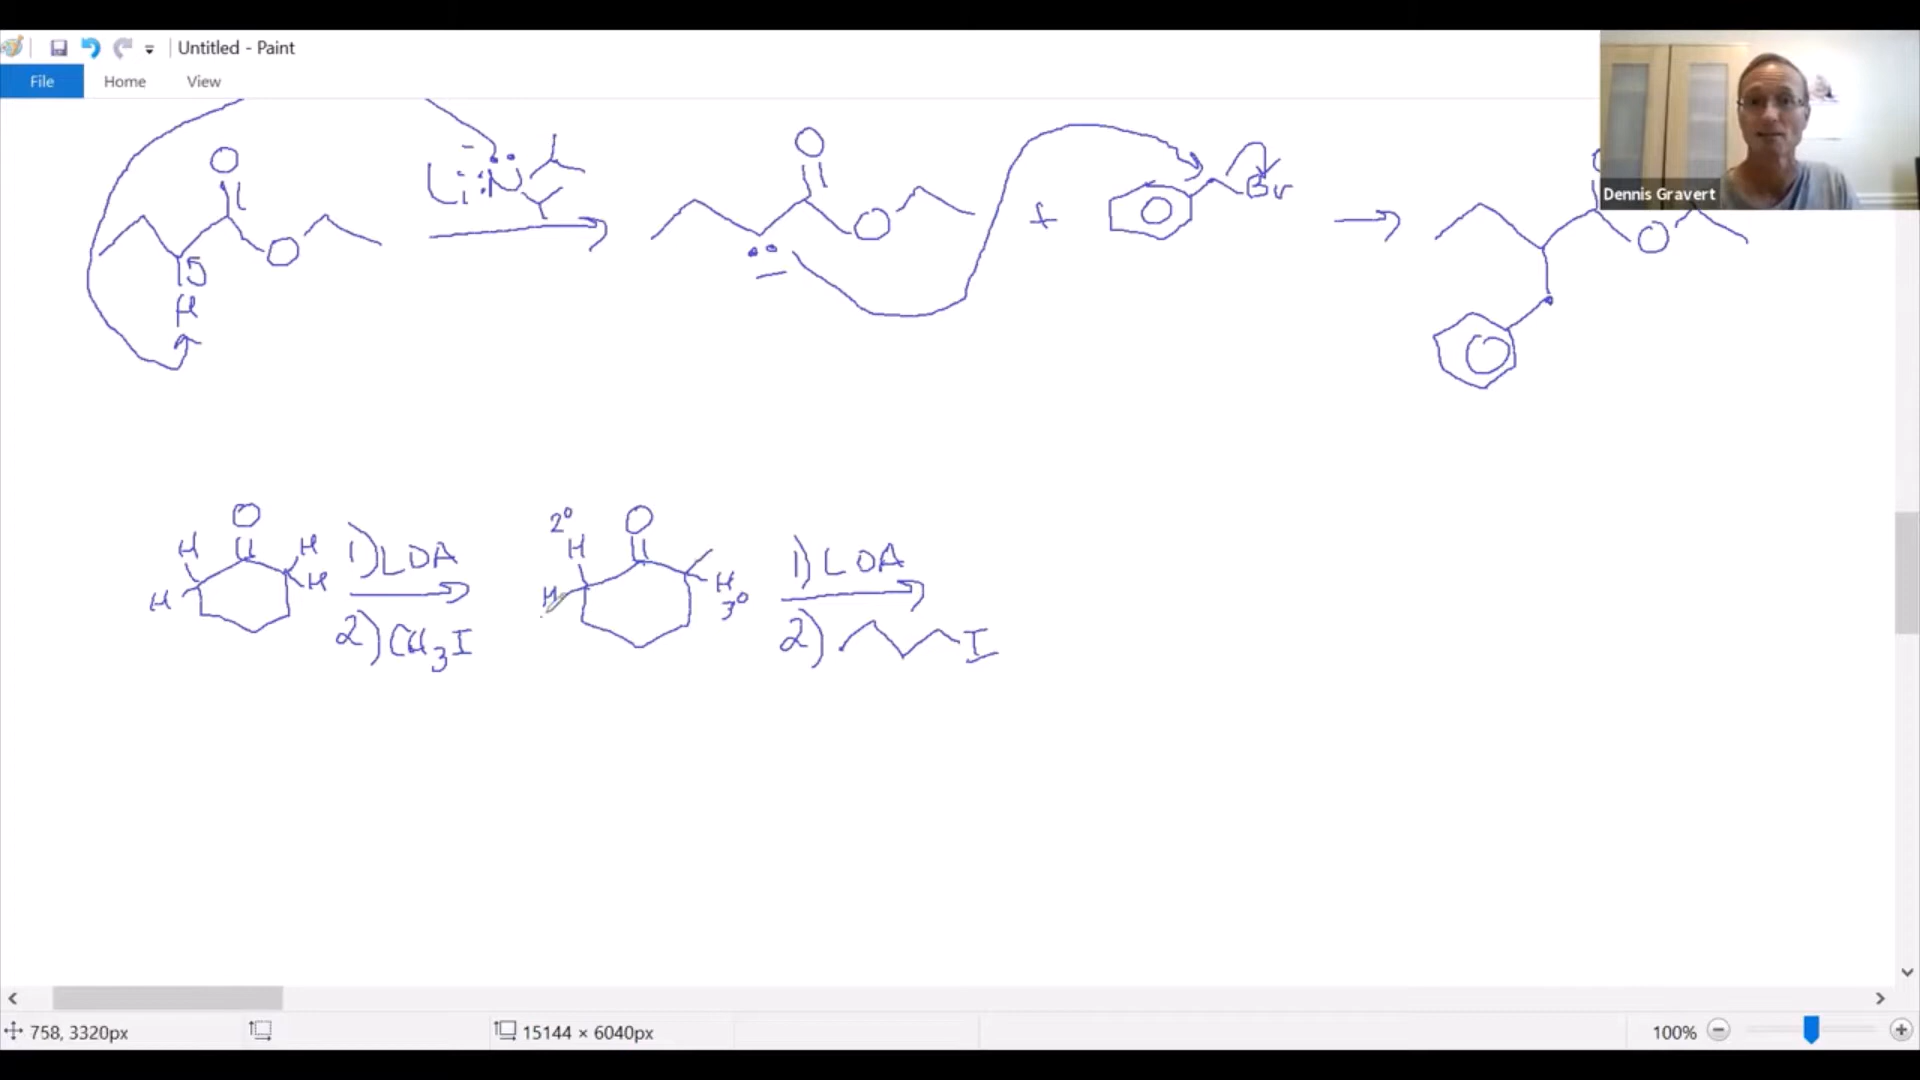 Untitled - Paint
File Home View
Dennis Gravert
O O
Li N Br
O O + O O
H
O O
H H 1) LDA 2° H 1) LDA
H H H H 3°
2) CH3I 2) I
758, 3320px 15144 × 6040px 100%